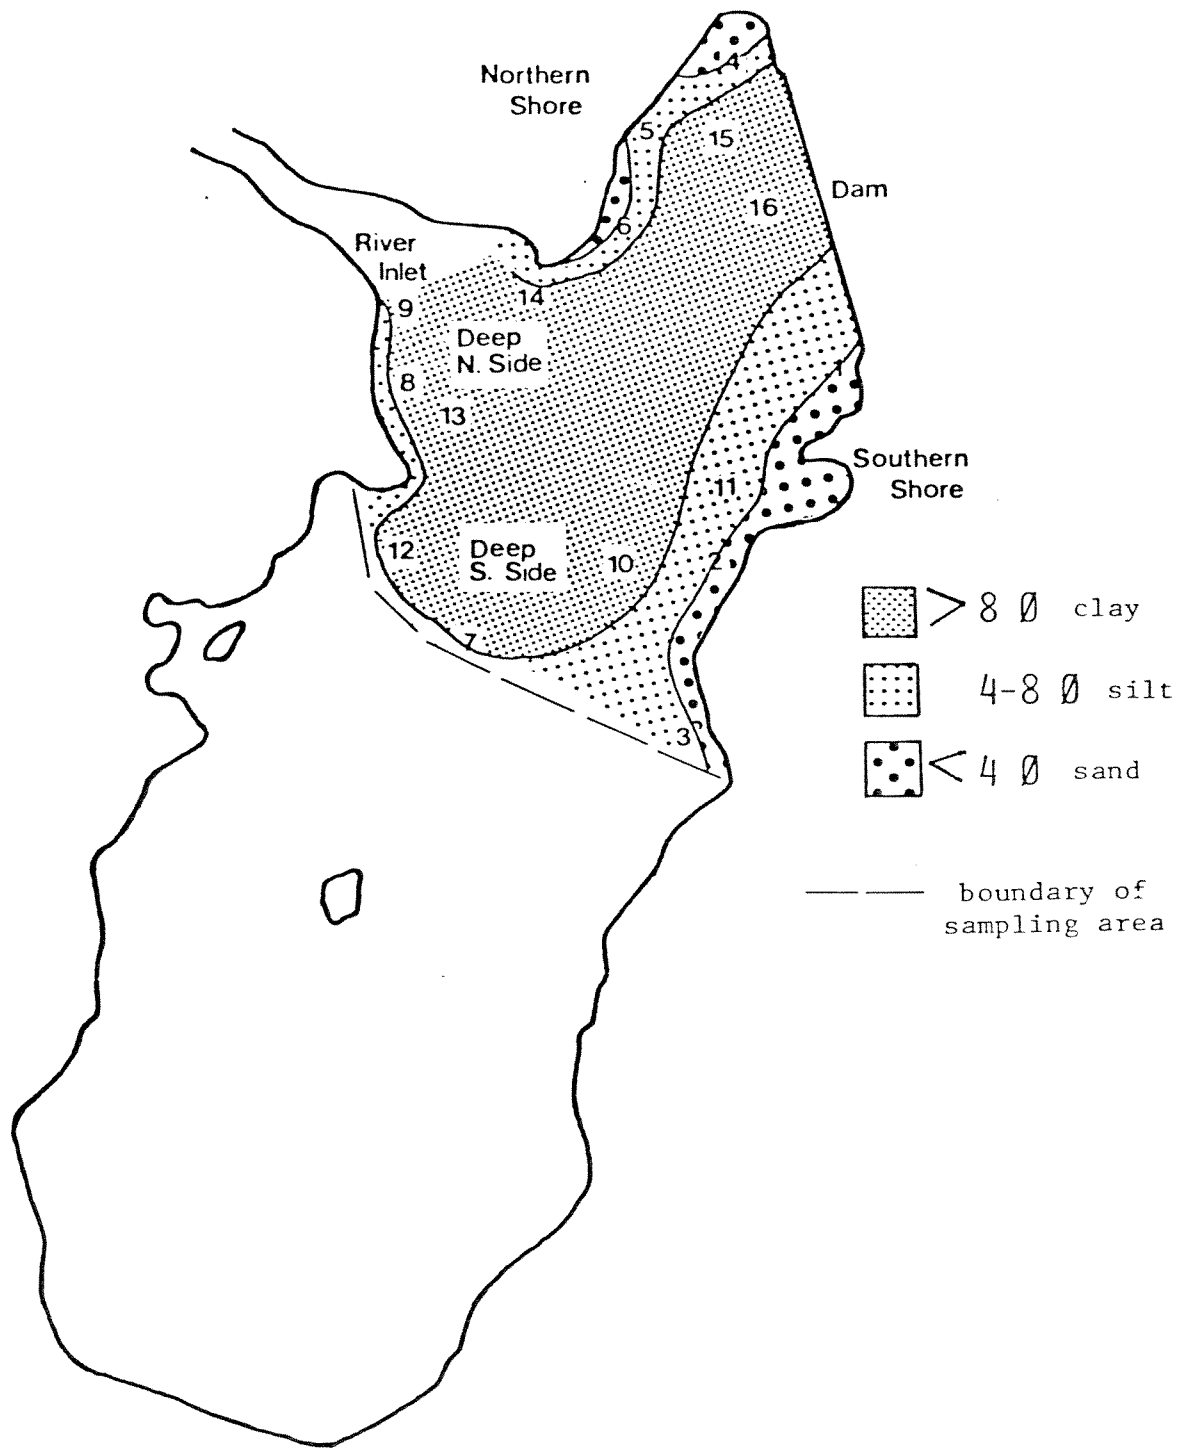 Northern
Shore
4
5
15
Dam
16
6
River
Inlet
14
9
Deep
N. Side
1
8
13
Southern
Shore
11
12
Deep
S. Side
10
2
7
3
> 8 Ø clay
4-8 Ø silt
< 4 Ø sand
boundary of
sampling area